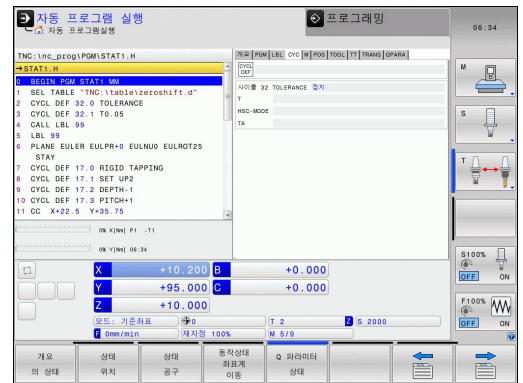 자동 프로그램 실행
자동 프로그램실행
프로그래밍
06:34
TNC:\nc_prog\PGM\STAT1.H
→STAT1.H
0 BEGIN PGM STAT1 MM
1 SEL TABLE "TNC:\table\zeroshift.d"
2 CYCL DEF 32.0 TOLERANCE
3 CYCL DEF 32.1 T0.05
4 CALL LBL 99
5 LBL 99
6 PLANE EULER EULPR+0 EULNU0 EULROT25
STAY
7 CYCL DEF 17.0 RIGID TAPPING
8 CYCL DEF 17.1 SET UP2
9 CYCL DEF 17.2 DEPTH-1
10 CYCL DEF 17.3 PITCH+1
11 CC X+22.5 Y+35.75
개요 PGM LBL CYC M POS TOOL TT TRANS QPARA
CYCL DEF
사이클 32 TOLERANCE 정지
T
HSC-MODE
TA
0% X[Nm] P1 -T1
0% Y[Nm] 06:34
X +10.200 B +0.000
Y +95.000 C +0.000
Z +10.000
모드: 기준좌표 0 T 2 Z S 2000
F 0mm/min 재지정 100% M 5/9
M
S
T
S100%
OFF ON
F100%
OFF ON
개요 의 상태
상태 위치
상태 공구
동작상태 좌표계 이동
Q 파라미터 상태